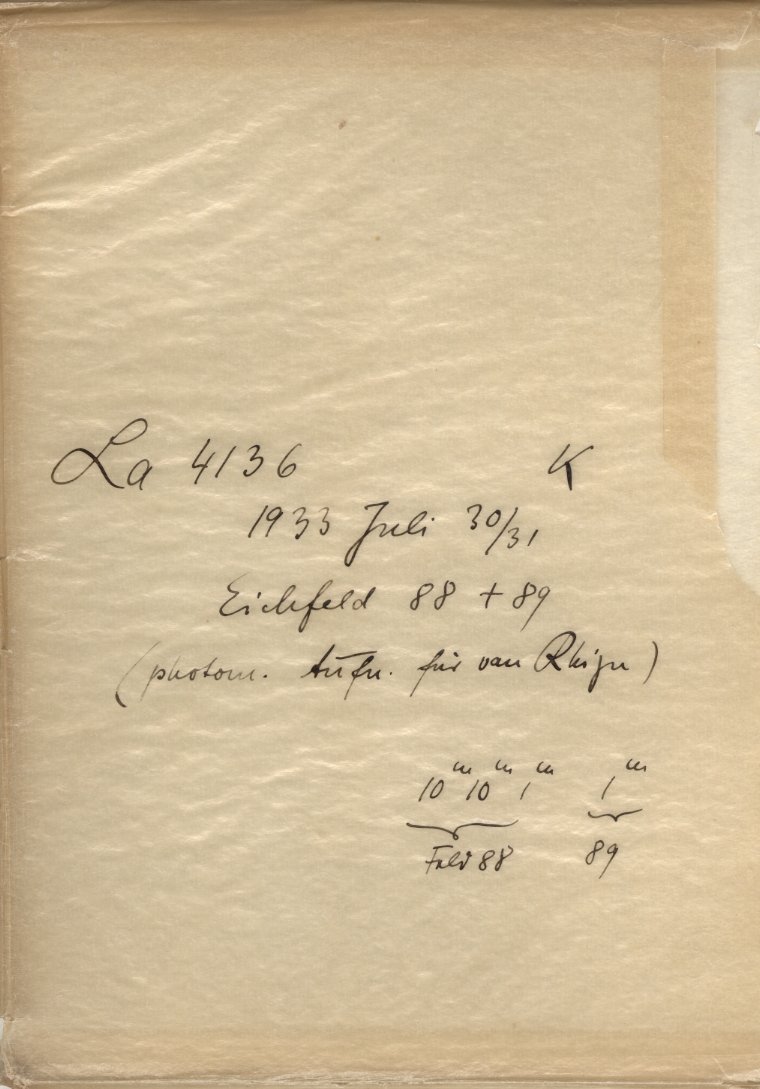 La 4136 K
1933 Juli 30/31
Eichfeld 88 + 89
(photom. Aufn. für van Rhijn)
10ᵐ 10ᵐ 1ᵐ 1ᵐ
Feld 88 89